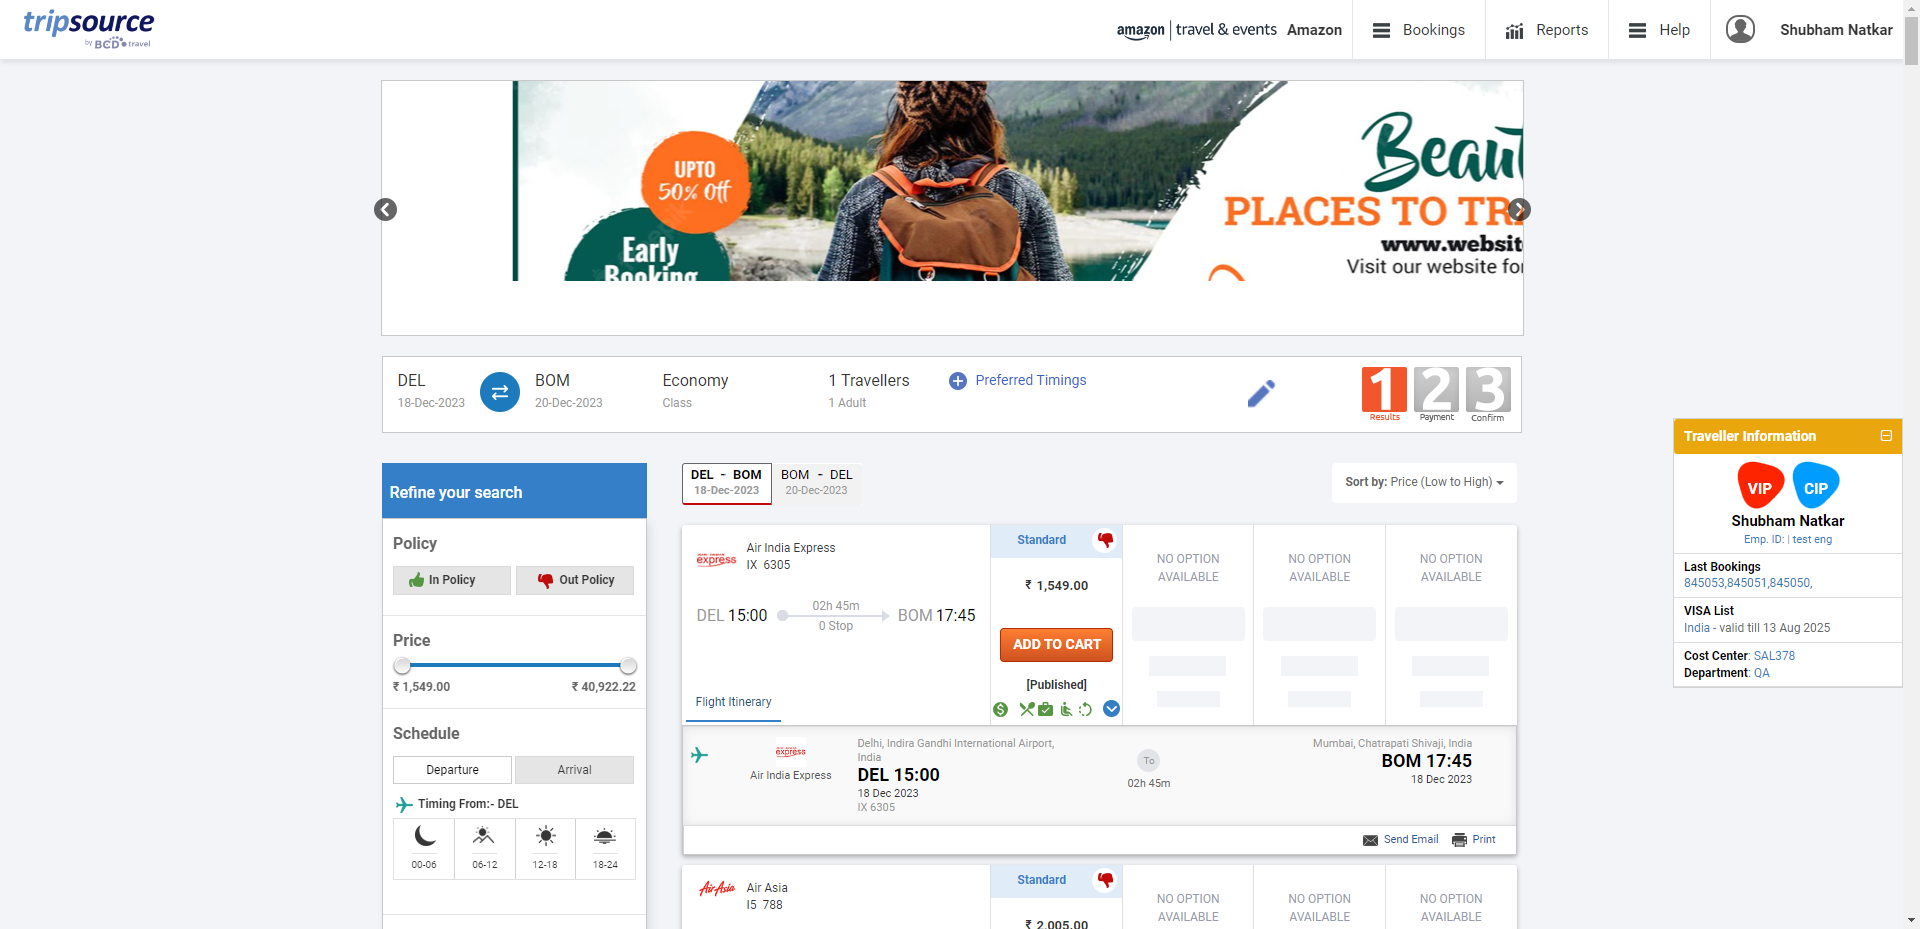 tripsource
by BCD travel
amazon | travel & events Amazon
Bookings
Reports
Help
Shubham Natkar
UPTO
50% Off
Early
Booking
Beaut
PLACES TO TR
www.websit
Visit our website for
DEL
18-Dec-2023
BOM
20-Dec-2023
Economy
Class
1 Travellers
1 Adult
Preferred Timings
1 2 3
Results Payment Confirm
Traveller Information
VIP CIP
Shubham Natkar
Emp. ID: | test eng
Last Bookings
845053,845051,845050,
VISA List
India - valid till 13 Aug 2025
Cost Center: SAL378
Department: QA
Refine your search
Policy
In Policy
Out Policy
Price
₹ 1,549.00
₹ 40,922.22
Schedule
Departure
Arrival
Timing From:- DEL
00-06
06-12
12-18
18-24
DEL - BOM
18-Dec-2023
BOM - DEL
20-Dec-2023
Sort by: Price (Low to High)
express
Air India Express
IX 6305
DEL 15:00
02h 45m
0 Stop
BOM 17:45
Flight Itinerary
Standard
₹ 1,549.00
ADD TO CART
[Published]
NO OPTION
AVAILABLE
NO OPTION
AVAILABLE
NO OPTION
AVAILABLE
express
Air India Express
Delhi, Indira Gandhi International Airport,
India
DEL 15:00
18 Dec 2023
IX 6305
To
02h 45m
Mumbai, Chatrapati Shivaji, India
BOM 17:45
18 Dec 2023
Send Email
Print
AirAsia
Air Asia
I5 788
Standard
₹ 2,005.00
NO OPTION
AVAILABLE
NO OPTION
AVAILABLE
NO OPTION
AVAILABLE